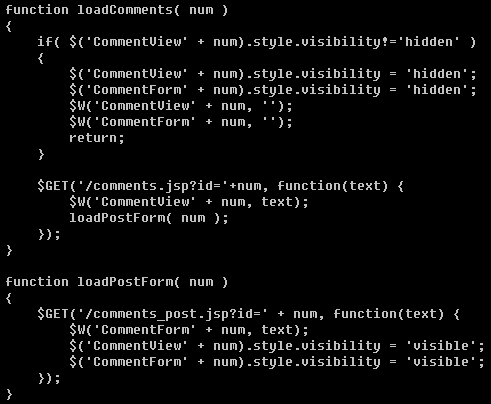 function loadComments( num )
{
    if( $('CommentView' + num).style.visibility!='hidden' )
    {
        $('CommentView' + num).style.visibility = 'hidden';
        $('CommentForm' + num).style.visibility = 'hidden';
        $W('CommentView' + num, '');
        $W('CommentForm' + num, '');
        return;
    }

    $GET('/comments.jsp?id='+num, function(text) {
        $W('CommentView' + num, text);
        loadPostForm( num );
    });
}

function loadPostForm( num )
{
    $GET('/comments_post.jsp?id=' + num, function(text) {
        $W('CommentForm' + num, text);
        $('CommentView' + num).style.visibility = 'visible';
        $('CommentForm' + num).style.visibility = 'visible';
    });
}